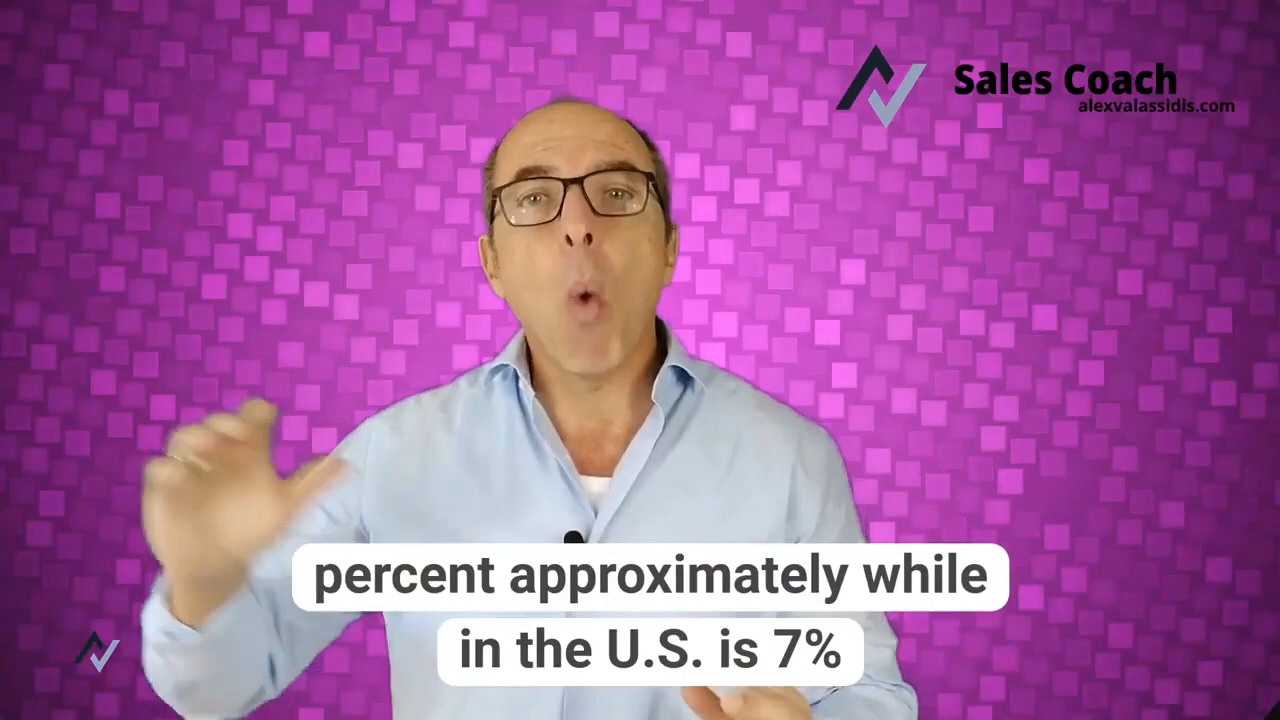 Sales Coach
alexvalassidis.com
percent approximately while
in the U.S. is 7%